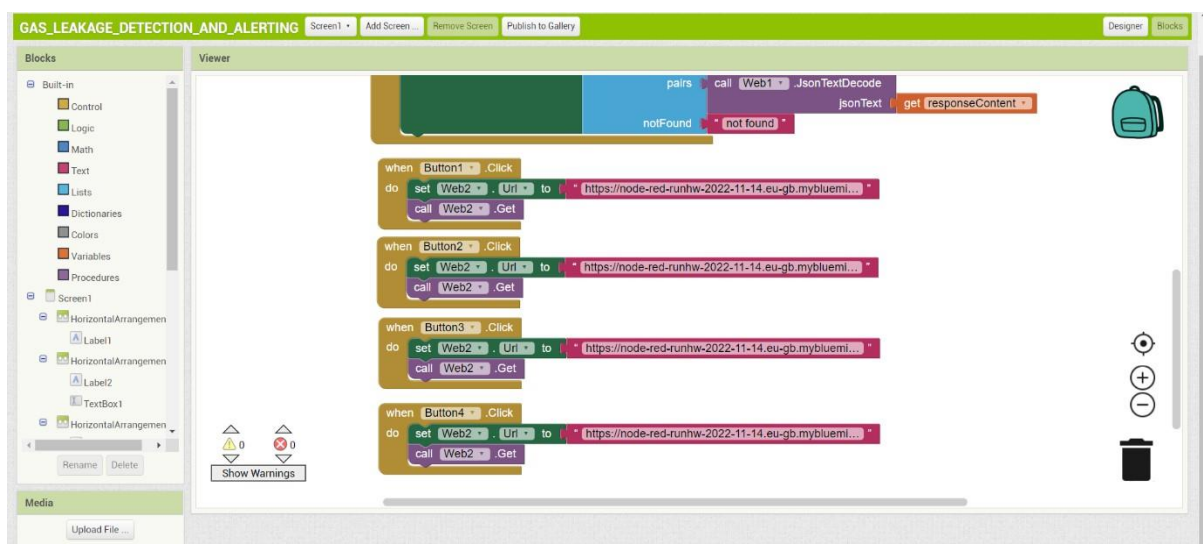 GAS_LEAKAGE_DETECTION_AND_ALERTING Screen1 Add Screen ... Remove Screen Publish to Gallery Designer Blocks
Blocks
Built-in
Control
Logic
Math
Text
Lists
Dictionaries
Colors
Variables
Procedures
Screen1
HorizontalArrangemen
Label1
HorizontalArrangemen
Label2
TextBox1
HorizontalArrangemen
Rename Delete
Media
Upload File ...
Viewer
pairs call Web1 .JsonTextDecode
jsonText get responseContent
notFound " not found "
when Button1 .Click
do set Web2 . Url to " https://node-red-runhw-2022-11-14.eu-gb.mybluemi... "
call Web2 .Get
when Button2 .Click
do set Web2 . Url to " https://node-red-runhw-2022-11-14.eu-gb.mybluemi... "
call Web2 .Get
when Button3 .Click
do set Web2 . Url to " https://node-red-runhw-2022-11-14.eu-gb.mybluemi... "
call Web2 .Get
when Button4 .Click
do set Web2 . Url to " https://node-red-runhw-2022-11-14.eu-gb.mybluemi... "
call Web2 .Get
0 0
Show Warnings